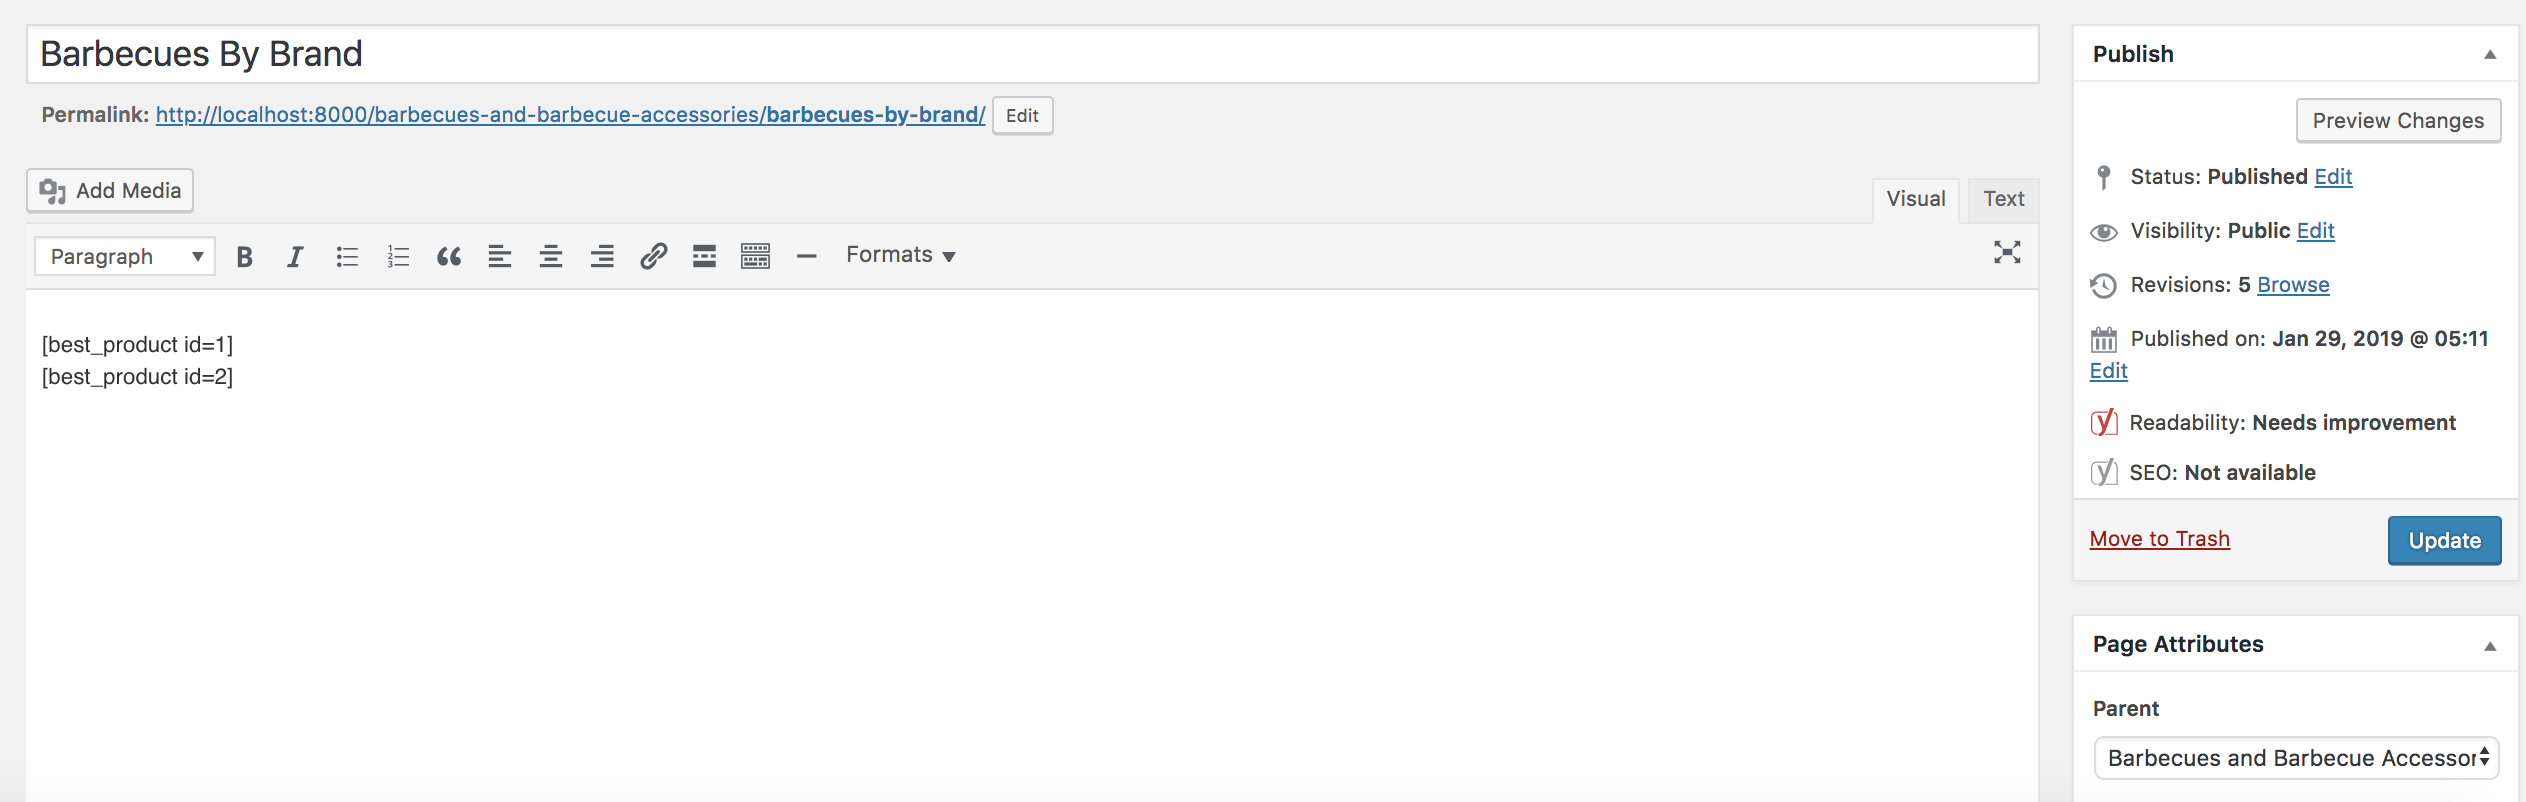 Barbecues By Brand
Permalink: http://localhost:8000/barbecues-and-barbecue-accessories/barbecues-by-brand/ Edit
Add Media
Visual Text
Paragraph Formats
[best_product id=1]
[best_product id=2]
Publish
Preview Changes
Status: Published Edit
Visibility: Public Edit
Revisions: 5 Browse
Published on: Jan 29, 2019 @ 05:11
Edit
Readability: Needs improvement
SEO: Not available
Move to Trash Update
Page Attributes
Parent
Barbecues and Barbecue Accessor